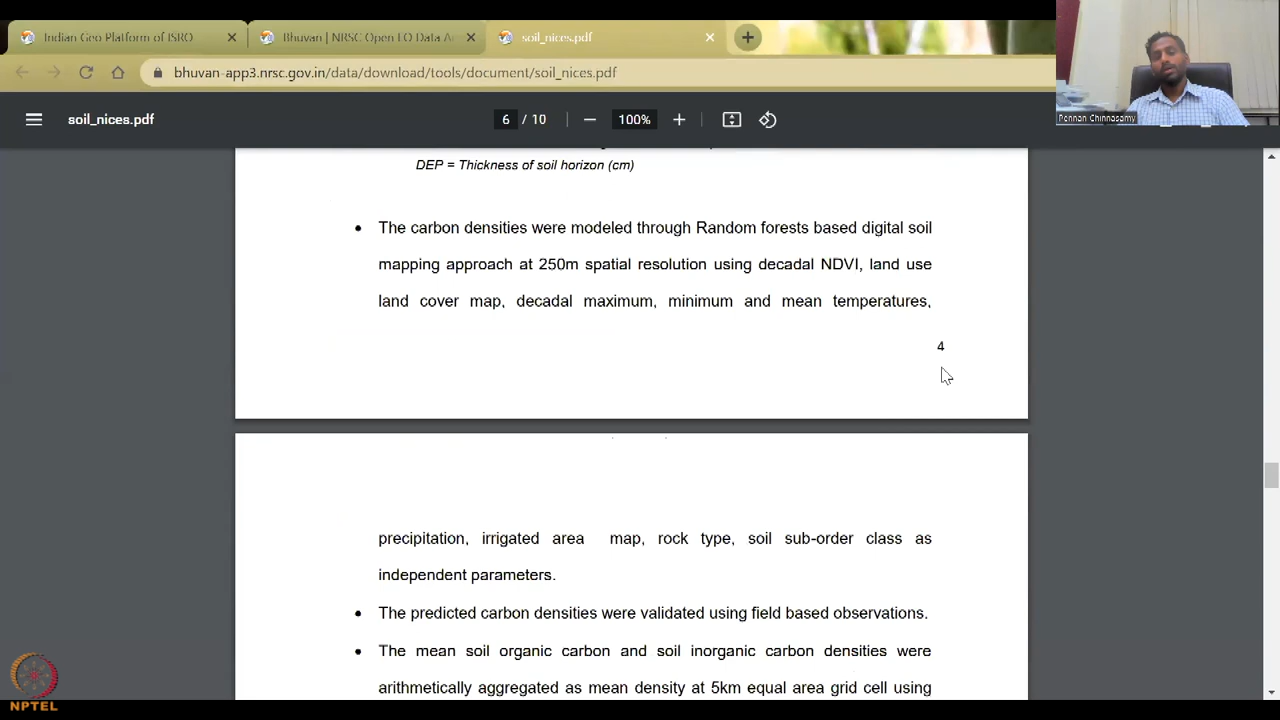 Indian Geo Platform of ISRO
Bhuvan | NRSC Open EO Data A
soil_nices.pdf
bhuvan-app3.nrsc.gov.in/data/download/tools/document/soil_nices.pdf
Pennan Chinnasamy
soil_nices.pdf
6 / 10
100%
DEP = Thickness of soil horizon (cm)
• The carbon densities were modeled through Random forests based digital soil
mapping approach at 250m spatial resolution using decadal NDVI, land use
land cover map, decadal maximum, minimum and mean temperatures,
4
precipitation, irrigated area map, rock type, soil sub-order class as
independent parameters.
• The predicted carbon densities were validated using field based observations.
• The mean soil organic carbon and soil inorganic carbon densities were
arithmetically aggregated as mean density at 5km equal area grid cell using
NPTEL